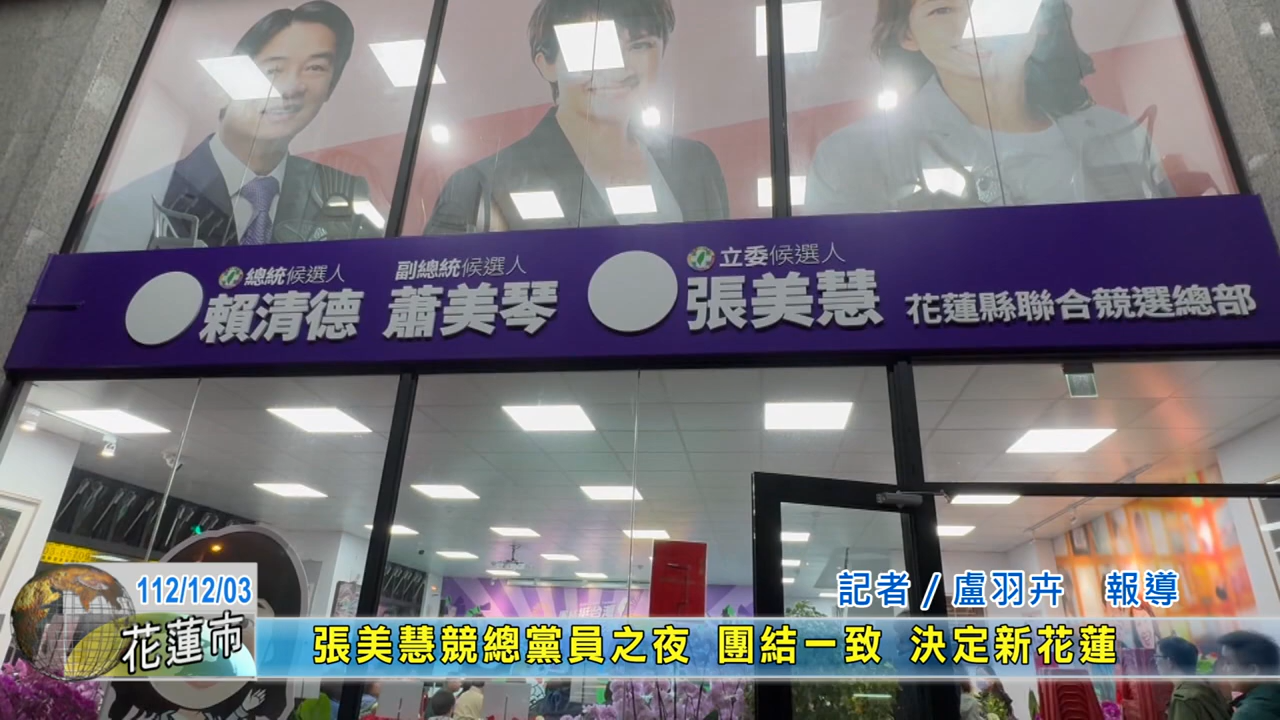 總統候選人
賴清德
副總統候選人
蕭美琴
立委候選人
張美慧
花蓮縣聯合競選總部
112/12/03
花蓮市
記者/盧羽卉 報導
張美慧競總黨員之夜 團結一致 決定新花蓮